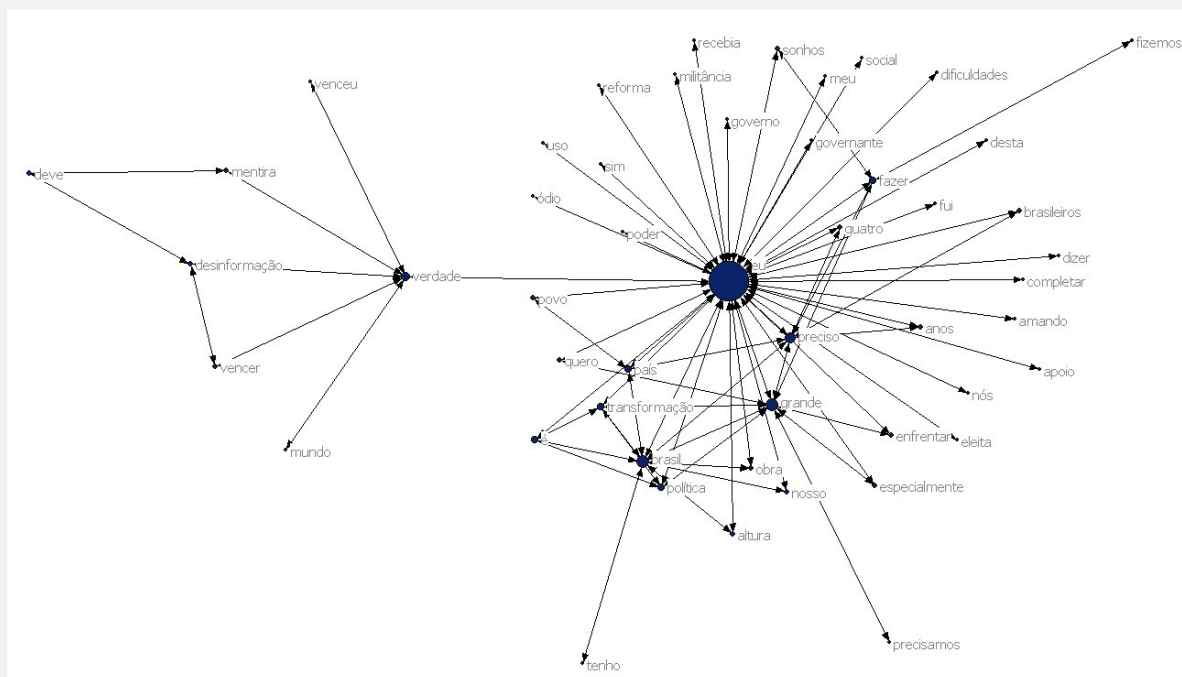 fizemos
recebia
sonhos
social
militância
meu
dificuldades
venceu
reforma
governo
uso
governante
desta
sim
deve
mentira
fazer
ódio
fui
brasileiros
poder
quatro
dizer
desinformação
eu
verdade
completar
povo
amando
anos
preciso
quero
país
vencer
apoio
nós
transformação
grande
é
enfrentar
eleita
mundo
brasil
obra
política
nosso
especialmente
altura
precisamos
tenho